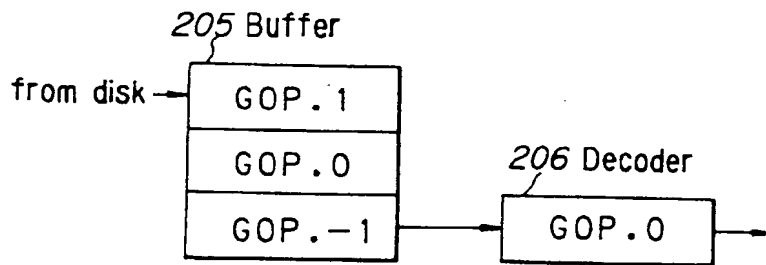 205 Buffer
from disk
GOP.1
GOP.0
206 Decoder
GOP.-1
GOP.0